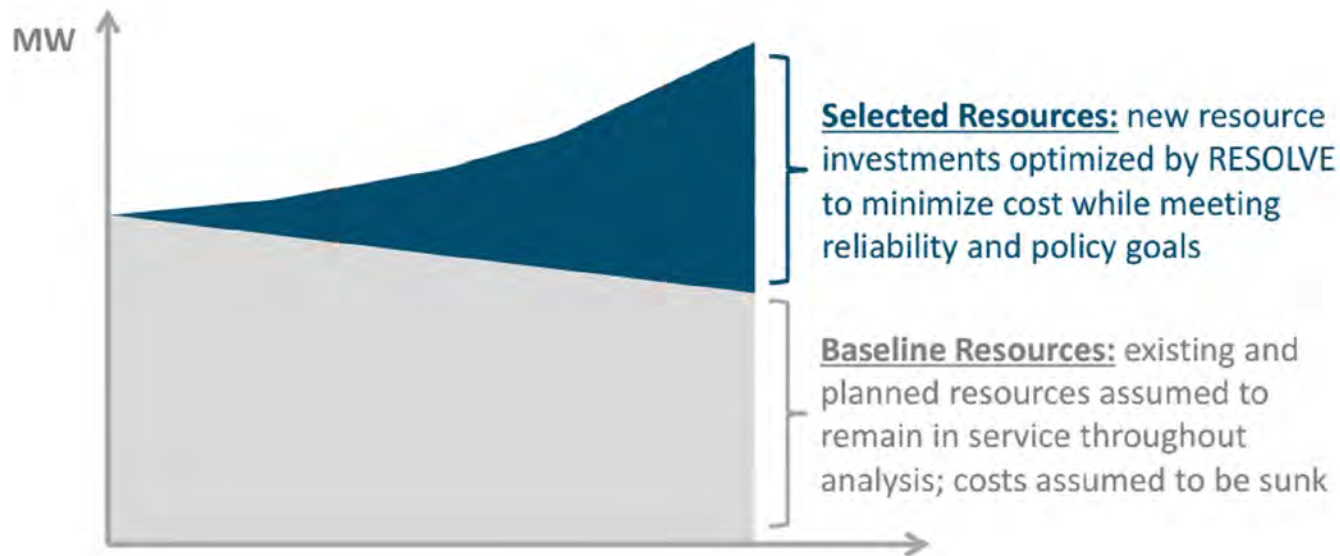 MW
Selected Resources: new resource
investments optimized by RESOLVE
to minimize cost while meeting
reliability and policy goals
Baseline Resources: existing and
planned resources assumed to
remain in service throughout
analysis; costs assumed to be sunk